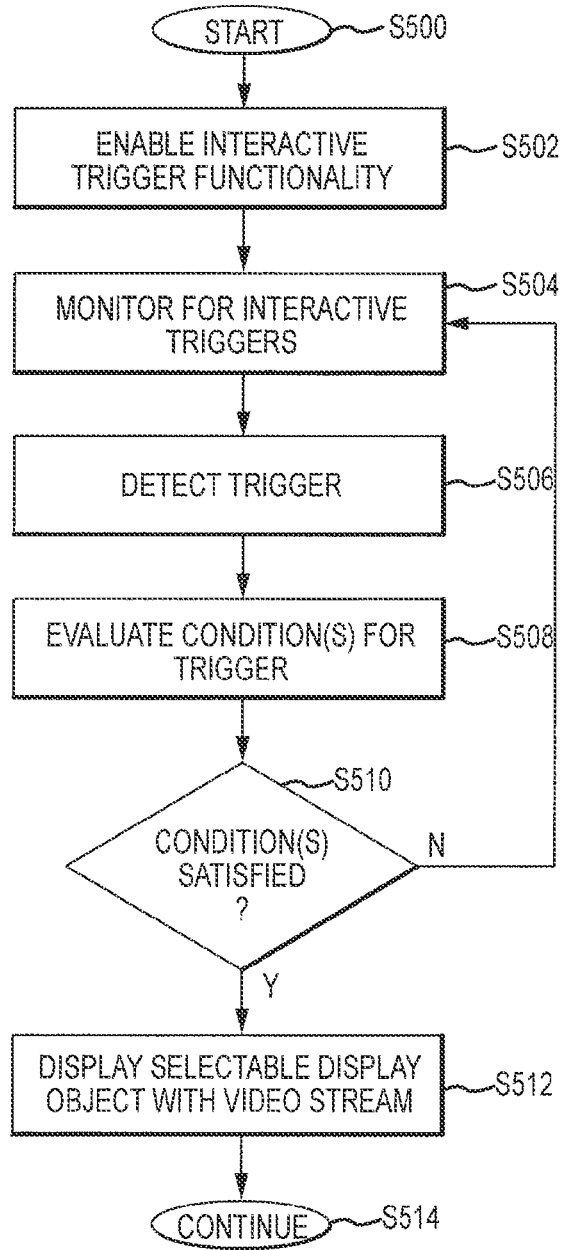 START
S500
ENABLE INTERACTIVE
TRIGGER FUNCTIONALITY
S502
MONITOR FOR INTERACTIVE
TRIGGERS
S504
DETECT TRIGGER
S506
EVALUATE CONDITION(S) FOR
TRIGGER
S508
S510
CONDITION(S)
SATISFIED
?
N
Y
DISPLAY SELECTABLE DISPLAY
OBJECT WITH VIDEO STREAM
S512
CONTINUE
S514